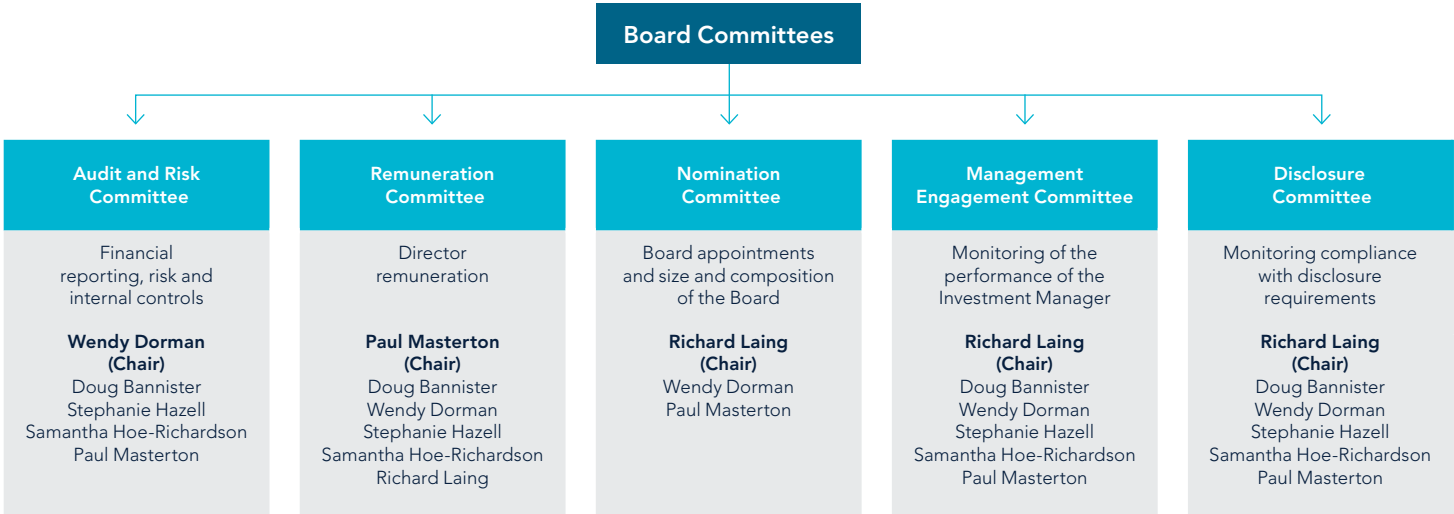 Board Committees
Audit and Risk
Committee
Financial
reporting, risk and
internal controls
Wendy Dorman
(Chair)
Doug Bannister
Stephanie Hazell
Samantha Hoe-Richardson
Paul Masterton
Remuneration
Committee
Director
remuneration
Paul Masterton
(Chair)
Doug Bannister
Wendy Dorman
Stephanie Hazell
Samantha Hoe-Richardson
Richard Laing
Nomination
Committee
Board appointments
and size and composition
of the Board
Richard Laing
(Chair)
Wendy Dorman
Paul Masterton
Management
Engagement Committee
Monitoring of the
performance of the
Investment Manager
Richard Laing
(Chair)
Doug Bannister
Wendy Dorman
Stephanie Hazell
Samantha Hoe-Richardson
Paul Masterton
Disclosure
Committee
Monitoring compliance
with disclosure
requirements
Richard Laing
(Chair)
Doug Bannister
Wendy Dorman
Stephanie Hazell
Samantha Hoe-Richardson
Paul Masterton